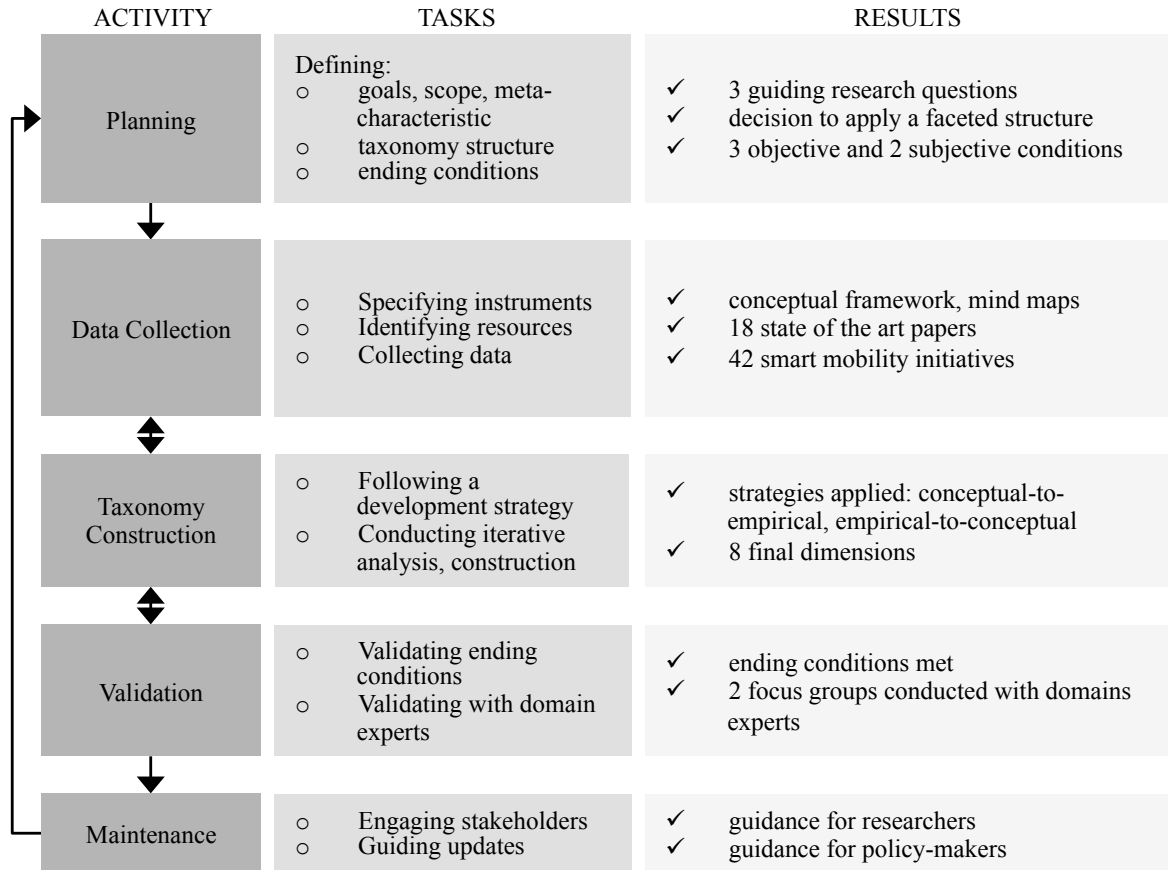 ACTIVITY TASKS RESULTS
Planning
Defining:
o goals, scope, meta-
characteristic
o taxonomy structure
o ending conditions
✓ 3 guiding research questions
✓ decision to apply a faceted structure
✓ 3 objective and 2 subjective conditions
Data Collection
o Specifying instruments
o Identifying resources
o Collecting data
✓ conceptual framework, mind maps
✓ 18 state of the art papers
✓ 42 smart mobility initiatives
Taxonomy
Construction
o Following a
development strategy
o Conducting iterative
analysis, construction
✓ strategies applied: conceptual-to-
empirical, empirical-to-conceptual
✓ 8 final dimensions
Validation
o Validating ending
conditions
o Validating with domain
experts
✓ ending conditions met
✓ 2 focus groups conducted with domains
experts
Maintenance
o Engaging stakeholders
o Guiding updates
✓ guidance for researchers
✓ guidance for policy-makers